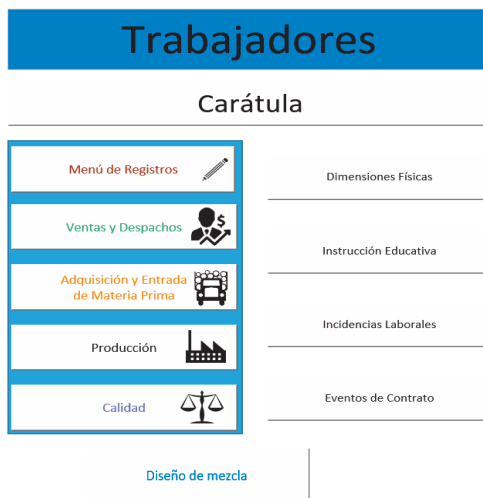 Trabajadores
Carátula
Menú de Registros
Ventas y Despachos
Adquisición y Entrada
de Materia Prima
Producción
Calidad
Dimensiones Físicas
Instrucción Educativa
Incidencias Laborales
Eventos de Contrato
Diseño de mezcla